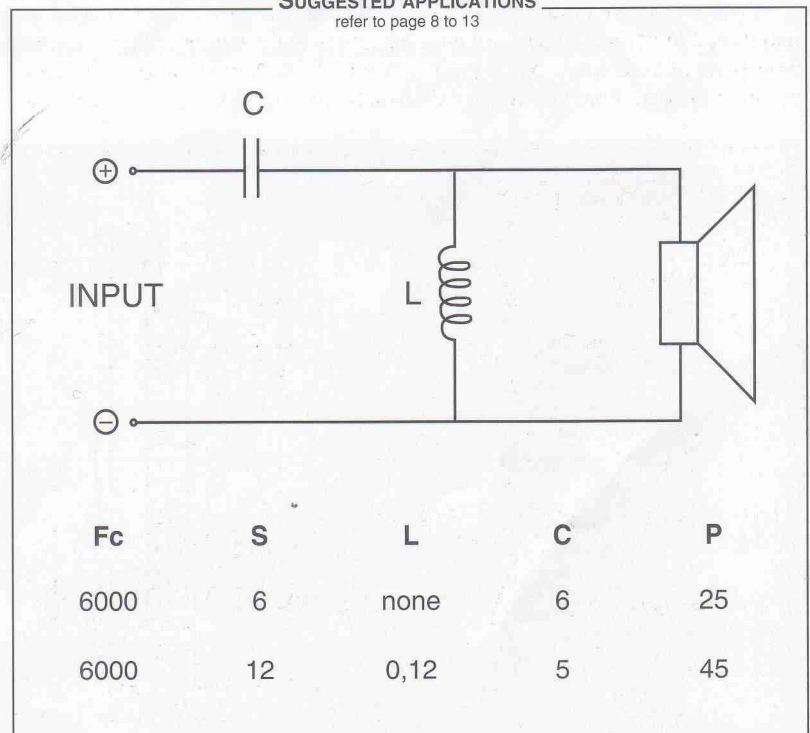 SUGGESTED APPLICATIONS
refer to page 8 to 13
C
+
INPUT
L
−
Fc S L C P
6000 6 none 6 25
6000 12 0,12 5 45